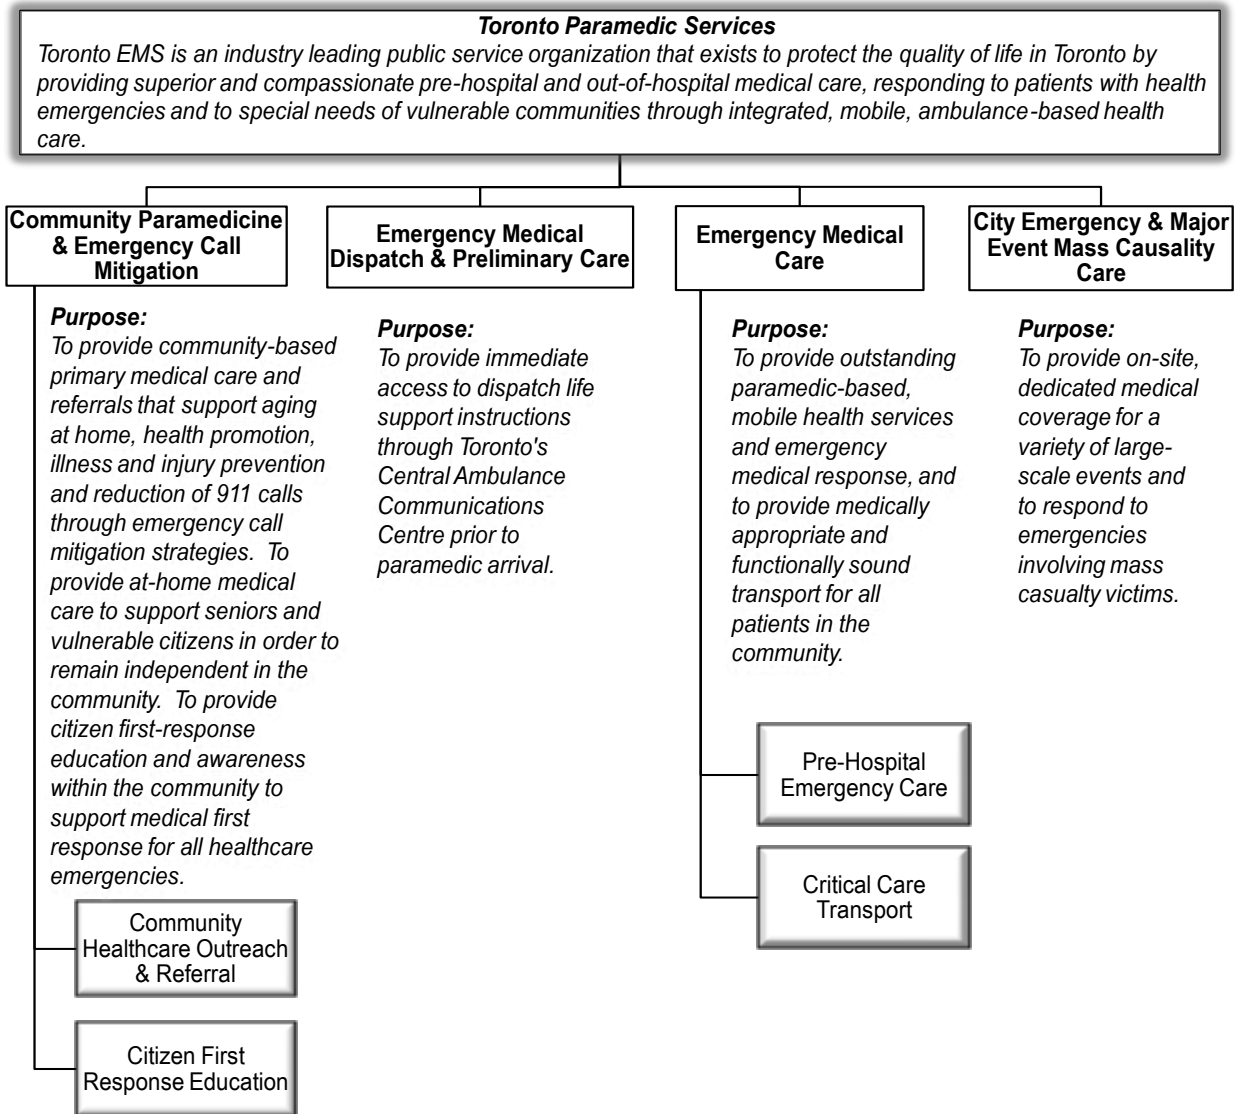 Toronto Paramedic Services
Toronto EMS is an industry leading public service organization that exists to protect the quality of life in Toronto by
providing superior and compassionate pre-hospital and out-of-hospital medical care, responding to patients with health
emergencies and to special needs of vulnerable communities through integrated, mobile, ambulance-based health
care.
Community Paramedicine
& Emergency Call
Mitigation
Purpose:
To provide community-based
primary medical care and
referrals that support aging
at home, health promotion,
illness and injury prevention
and reduction of 911 calls
through emergency call
mitigation strategies. To
provide at-home medical
care to support seniors and
vulnerable citizens in order to
remain independent in the
community. To provide
citizen first-response
education and awareness
within the community to
support medical first
response for all healthcare
emergencies.
Community
Healthcare Outreach
& Referral
Citizen First
Response Education
Emergency Medical
Dispatch & Preliminary Care
Purpose:
To provide immediate
access to dispatch life
support instructions
through Toronto's
Central Ambulance
Communications
Centre prior to
paramedic arrival.
Emergency Medical
Care
Purpose:
To provide outstanding
paramedic-based,
mobile health services
and emergency
medical response, and
to provide medically
appropriate and
functionally sound
transport for all
patients in the
community.
Pre-Hospital
Emergency Care
Critical Care
Transport
City Emergency & Major
Event Mass Causality
Care
Purpose:
To provide on-site,
dedicated medical
coverage for a
variety of large-
scale events and
to respond to
emergencies
involving mass
casualty victims.